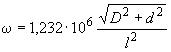 ω = 1,232·10⁶ √(D² + d²) / l²